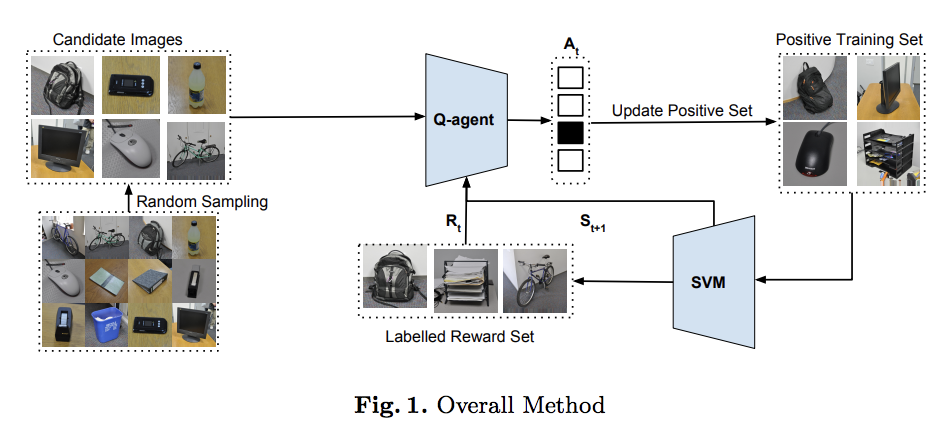 Candidate Images
Positive Training Set
A_t
Q-agent
Update Positive Set
Random Sampling
R_t
S_t+1
SVM
Labelled Reward Set
Fig. 1. Overall Method